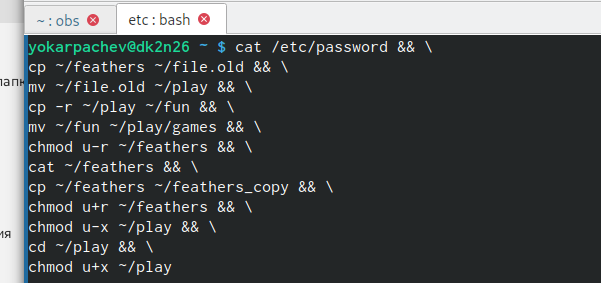 ~ : obs
etc : bash
yokarpachev@dk2n26 ~ $ cat /etc/password && \
cp ~/feathers ~/file.old && \
mv ~/file.old ~/play && \
cp -r ~/play ~/fun && \
mv ~/fun ~/play/games && \
chmod u-r ~/feathers && \
cat ~/feathers && \
cp ~/feathers ~/feathers_copy && \
chmod u+r ~/feathers && \
chmod u-x ~/play && \
cd ~/play && \
chmod u+x ~/play